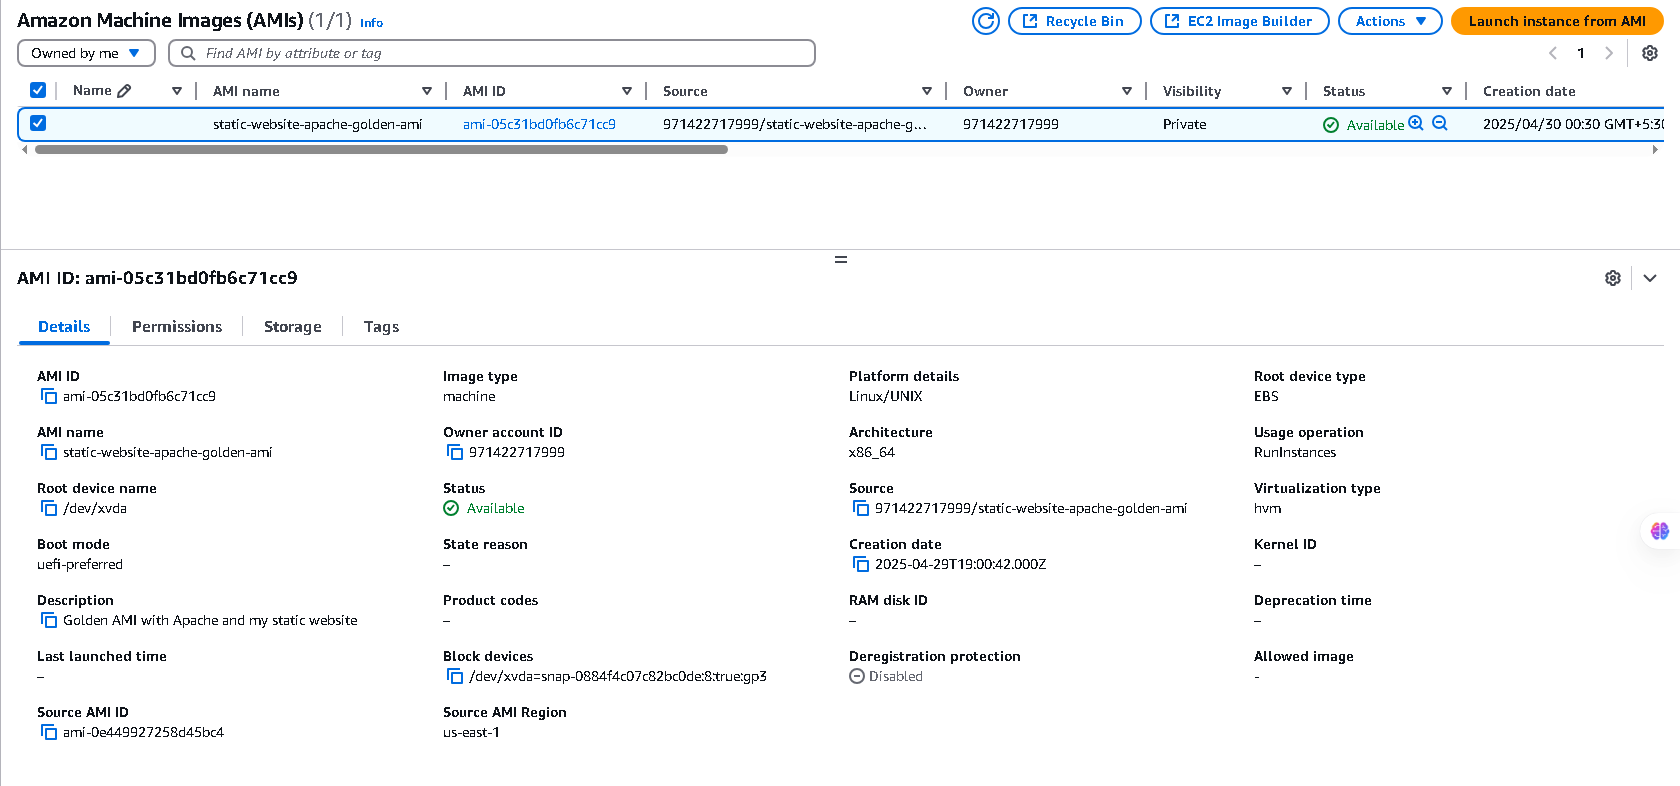 Amazon Machine Images (AMIs) (1/1) Info
Recycle Bin
EC2 Image Builder
Actions
Launch instance from AMI
Owned by me
Find AMI by attribute or tag
1
Name
AMI name
AMI ID
Source
Owner
Visibility
Status
Creation date
static-website-apache-golden-ami
ami-05c31bd0fb6c71cc9
971422717999/static-website-apache-g...
971422717999
Private
Available
2025/04/30 00:30 GMT+5:30
AMI ID: ami-05c31bd0fb6c71cc9
Details
Permissions
Storage
Tags
AMI ID
ami-05c31bd0fb6c71cc9
Image type
machine
Platform details
Linux/UNIX
Root device type
EBS
AMI name
static-website-apache-golden-ami
Owner account ID
971422717999
Architecture
x86_64
Usage operation
RunInstances
Root device name
/dev/xvda
Status
Available
Source
971422717999/static-website-apache-golden-ami
Virtualization type
hvm
Boot mode
uefi-preferred
State reason
–
Creation date
2025-04-29T19:00:42.000Z
Kernel ID
–
Description
Golden AMI with Apache and my static website
Product codes
–
RAM disk ID
–
Deprecation time
–
Last launched time
–
Block devices
/dev/xvda=snap-0884f4c07c82bc0de:8:true:gp3
Deregistration protection
Disabled
Allowed image
-
Source AMI ID
ami-0e449927258d45bc4
Source AMI Region
us-east-1